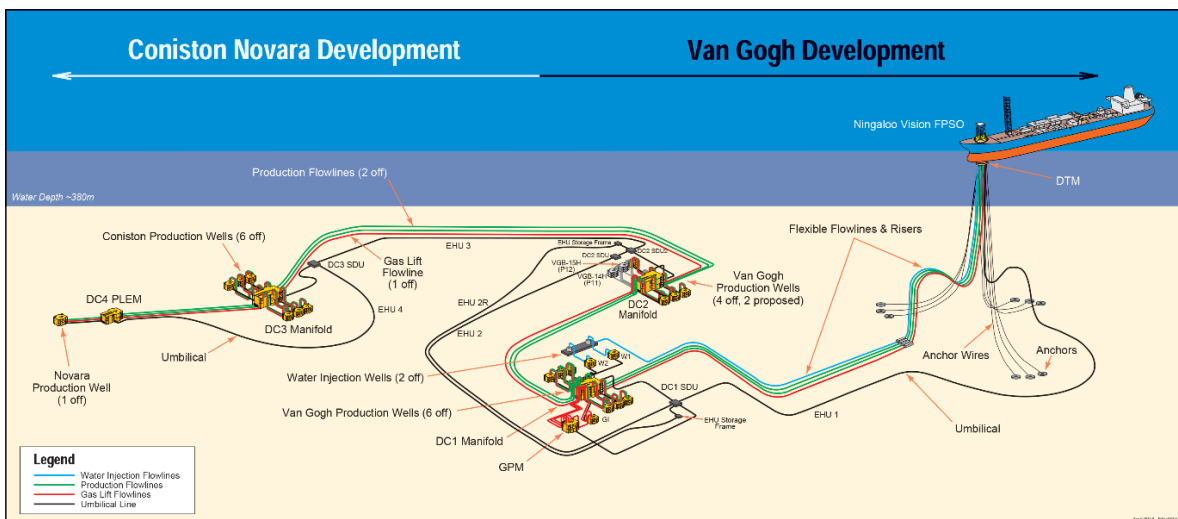 Coniston Novara Development
Van Gogh Development
Ningaloo Vision FPSO
DTM
Water Depth ~380m
Production Flowlines (2 off)
Coniston Production Wells (6 off)
EHU 3
EHU Storage Frame
DC2 SDU2
DC2 SDU
VGB-15H
(P12)
VGB-14H
(P11)
Flexible Flowlines & Risers
Gas Lift
Flowline
(1 off)
DC3 SDU
DC4 PLEM
DC3 Manifold
EHU 4
Van Gogh
Production Wells
(4 off, 2 proposed)
DC2
Manifold
EHU 2R
EHU 2
Umbilical
Novara
Production Well
(1 off)
Water Injection Wells (2 off)
W1
W2
Anchor Wires
Anchors
Van Gogh Production Wells (6 off)
DC1 SDU
DC1 Manifold
GI
EHU Storage
Frame
EHU 1
Umbilical
GPM
Legend
Water Injection Flowlines
Production Flowlines
Gas Lift Flowlines
Umbilical Line